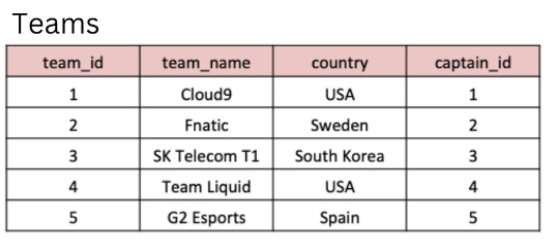 Teams
team_id team_name country captain_id
1 Cloud9 USA 1
2 Fnatic Sweden 2
3 SK Telecom T1 South Korea 3
4 Team Liquid USA 4
5 G2 Esports Spain 5